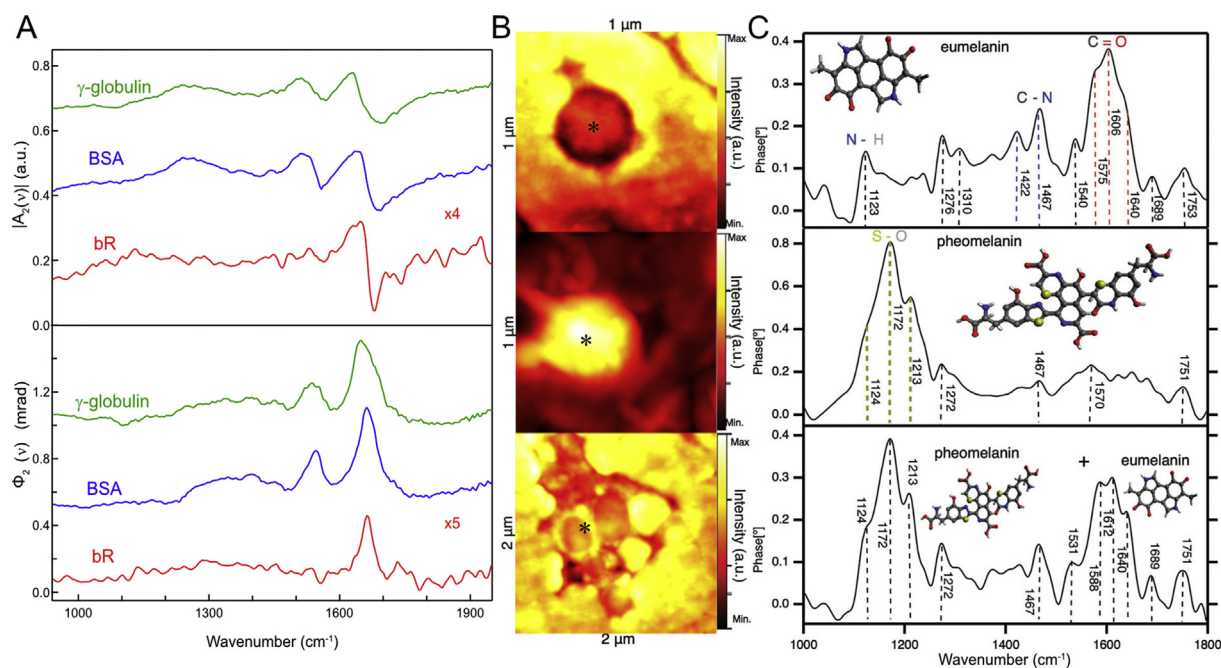 A
0.8
γ-globulin
0.6
BSA
|A₂(ν)| (a.u.)
0.4
x4
bR
0.2
0.0
γ-globulin
1.2
Φ₂ (ν) (mrad)
BSA
0.8
0.4
x5
bR
0.0
1000 1300 1600 1900
Wavenumber (cm⁻¹)
B
1 µm
1 µm
*
Max
Intensity (a.u.)
Min.
1 µm
*
Max
Intensity (a.u.)
Min.
2 µm
*
Max
Intensity (a.u.)
Min.
2 µm
C
0.4
0.3
0.2
0.1
0.0
Phase[º]
eumelanin
C = O
C - N
N - H
1123
1276
1310
1422
1467
1540
1575
1606
1640
1689
1753
0.8
0.6
0.4
0.2
0.0
Phase[º]
S - O
pheomelanin
1124
1172
1213
1272
1467
1570
1751
0.4
0.3
0.2
0.1
0.0
Phase[º]
pheomelanin + eumelanin
1124
1172
1213
1272
1467
1531
1588
1612
1640
1689
1751
1000 1200 1400 1600 1800
Wavenumber (cm⁻¹)